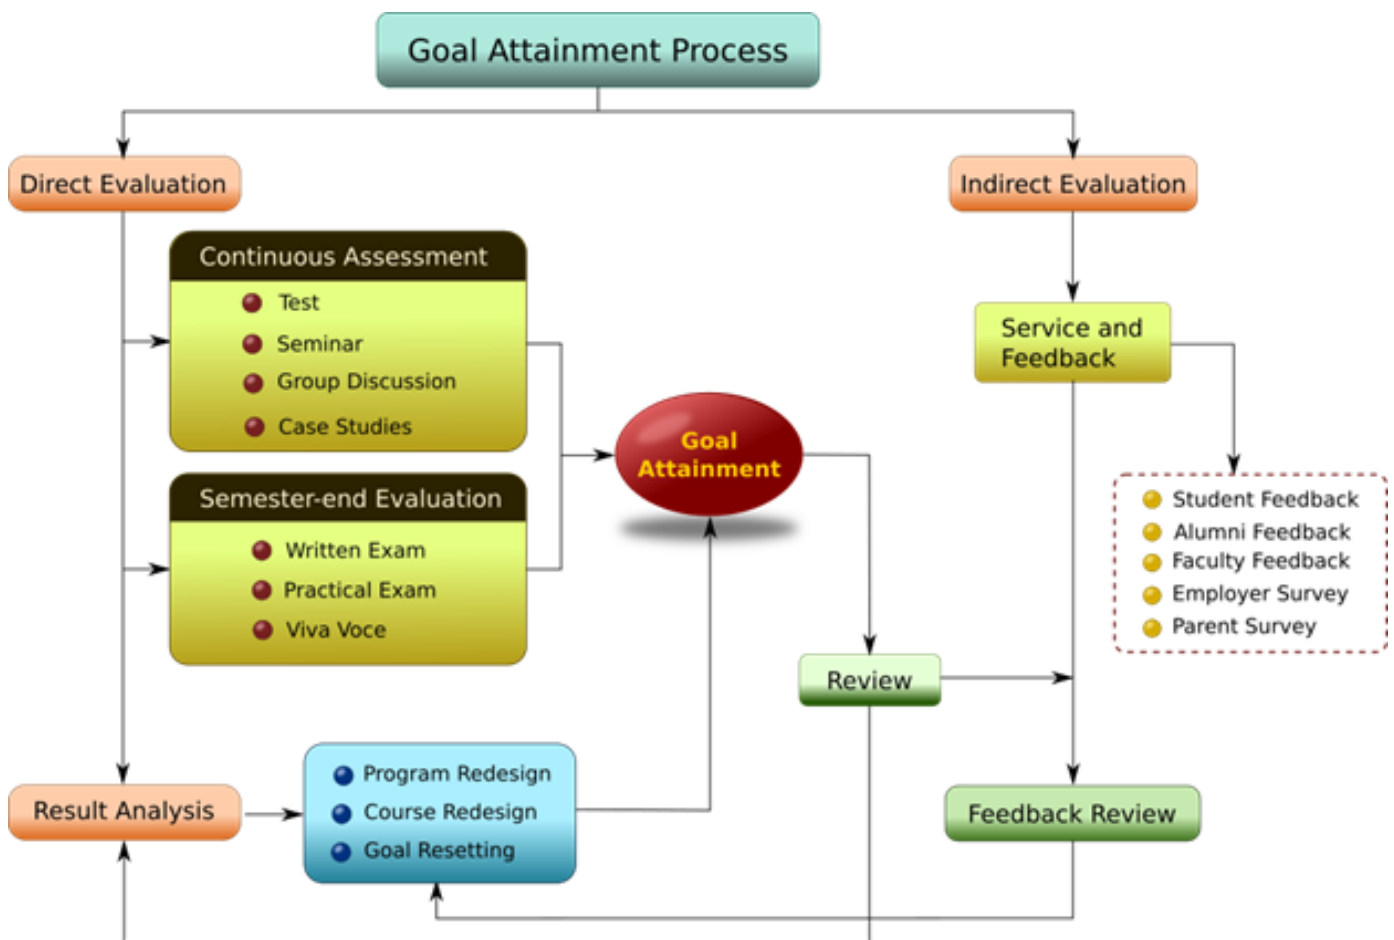 Goal Attainment Process
Direct Evaluation
Indirect Evaluation
Continuous Assessment
Test
Seminar
Group Discussion
Case Studies
Service and
Feedback
Goal
Attainment
Semester-end Evaluation
Written Exam
Practical Exam
Viva Voce
Student Feedback
Alumni Feedback
Faculty Feedback
Employer Survey
Parent Survey
Review
Result Analysis
Program Redesign
Course Redesign
Goal Resetting
Feedback Review